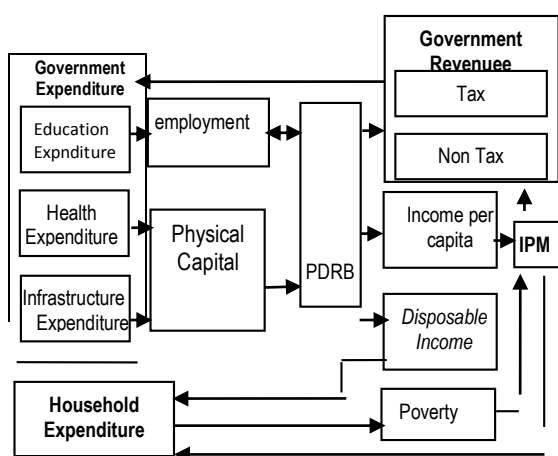 Government
Revenuee
Tax
Non Tax
Government
Expenditure
Education
Expnditure
Health
Expenditure
Infrastructure
Expenditure
employment
Physical
Capital
PDRB
Income per
capita
IPM
Disposable
Income
Household
Expenditure
Poverty